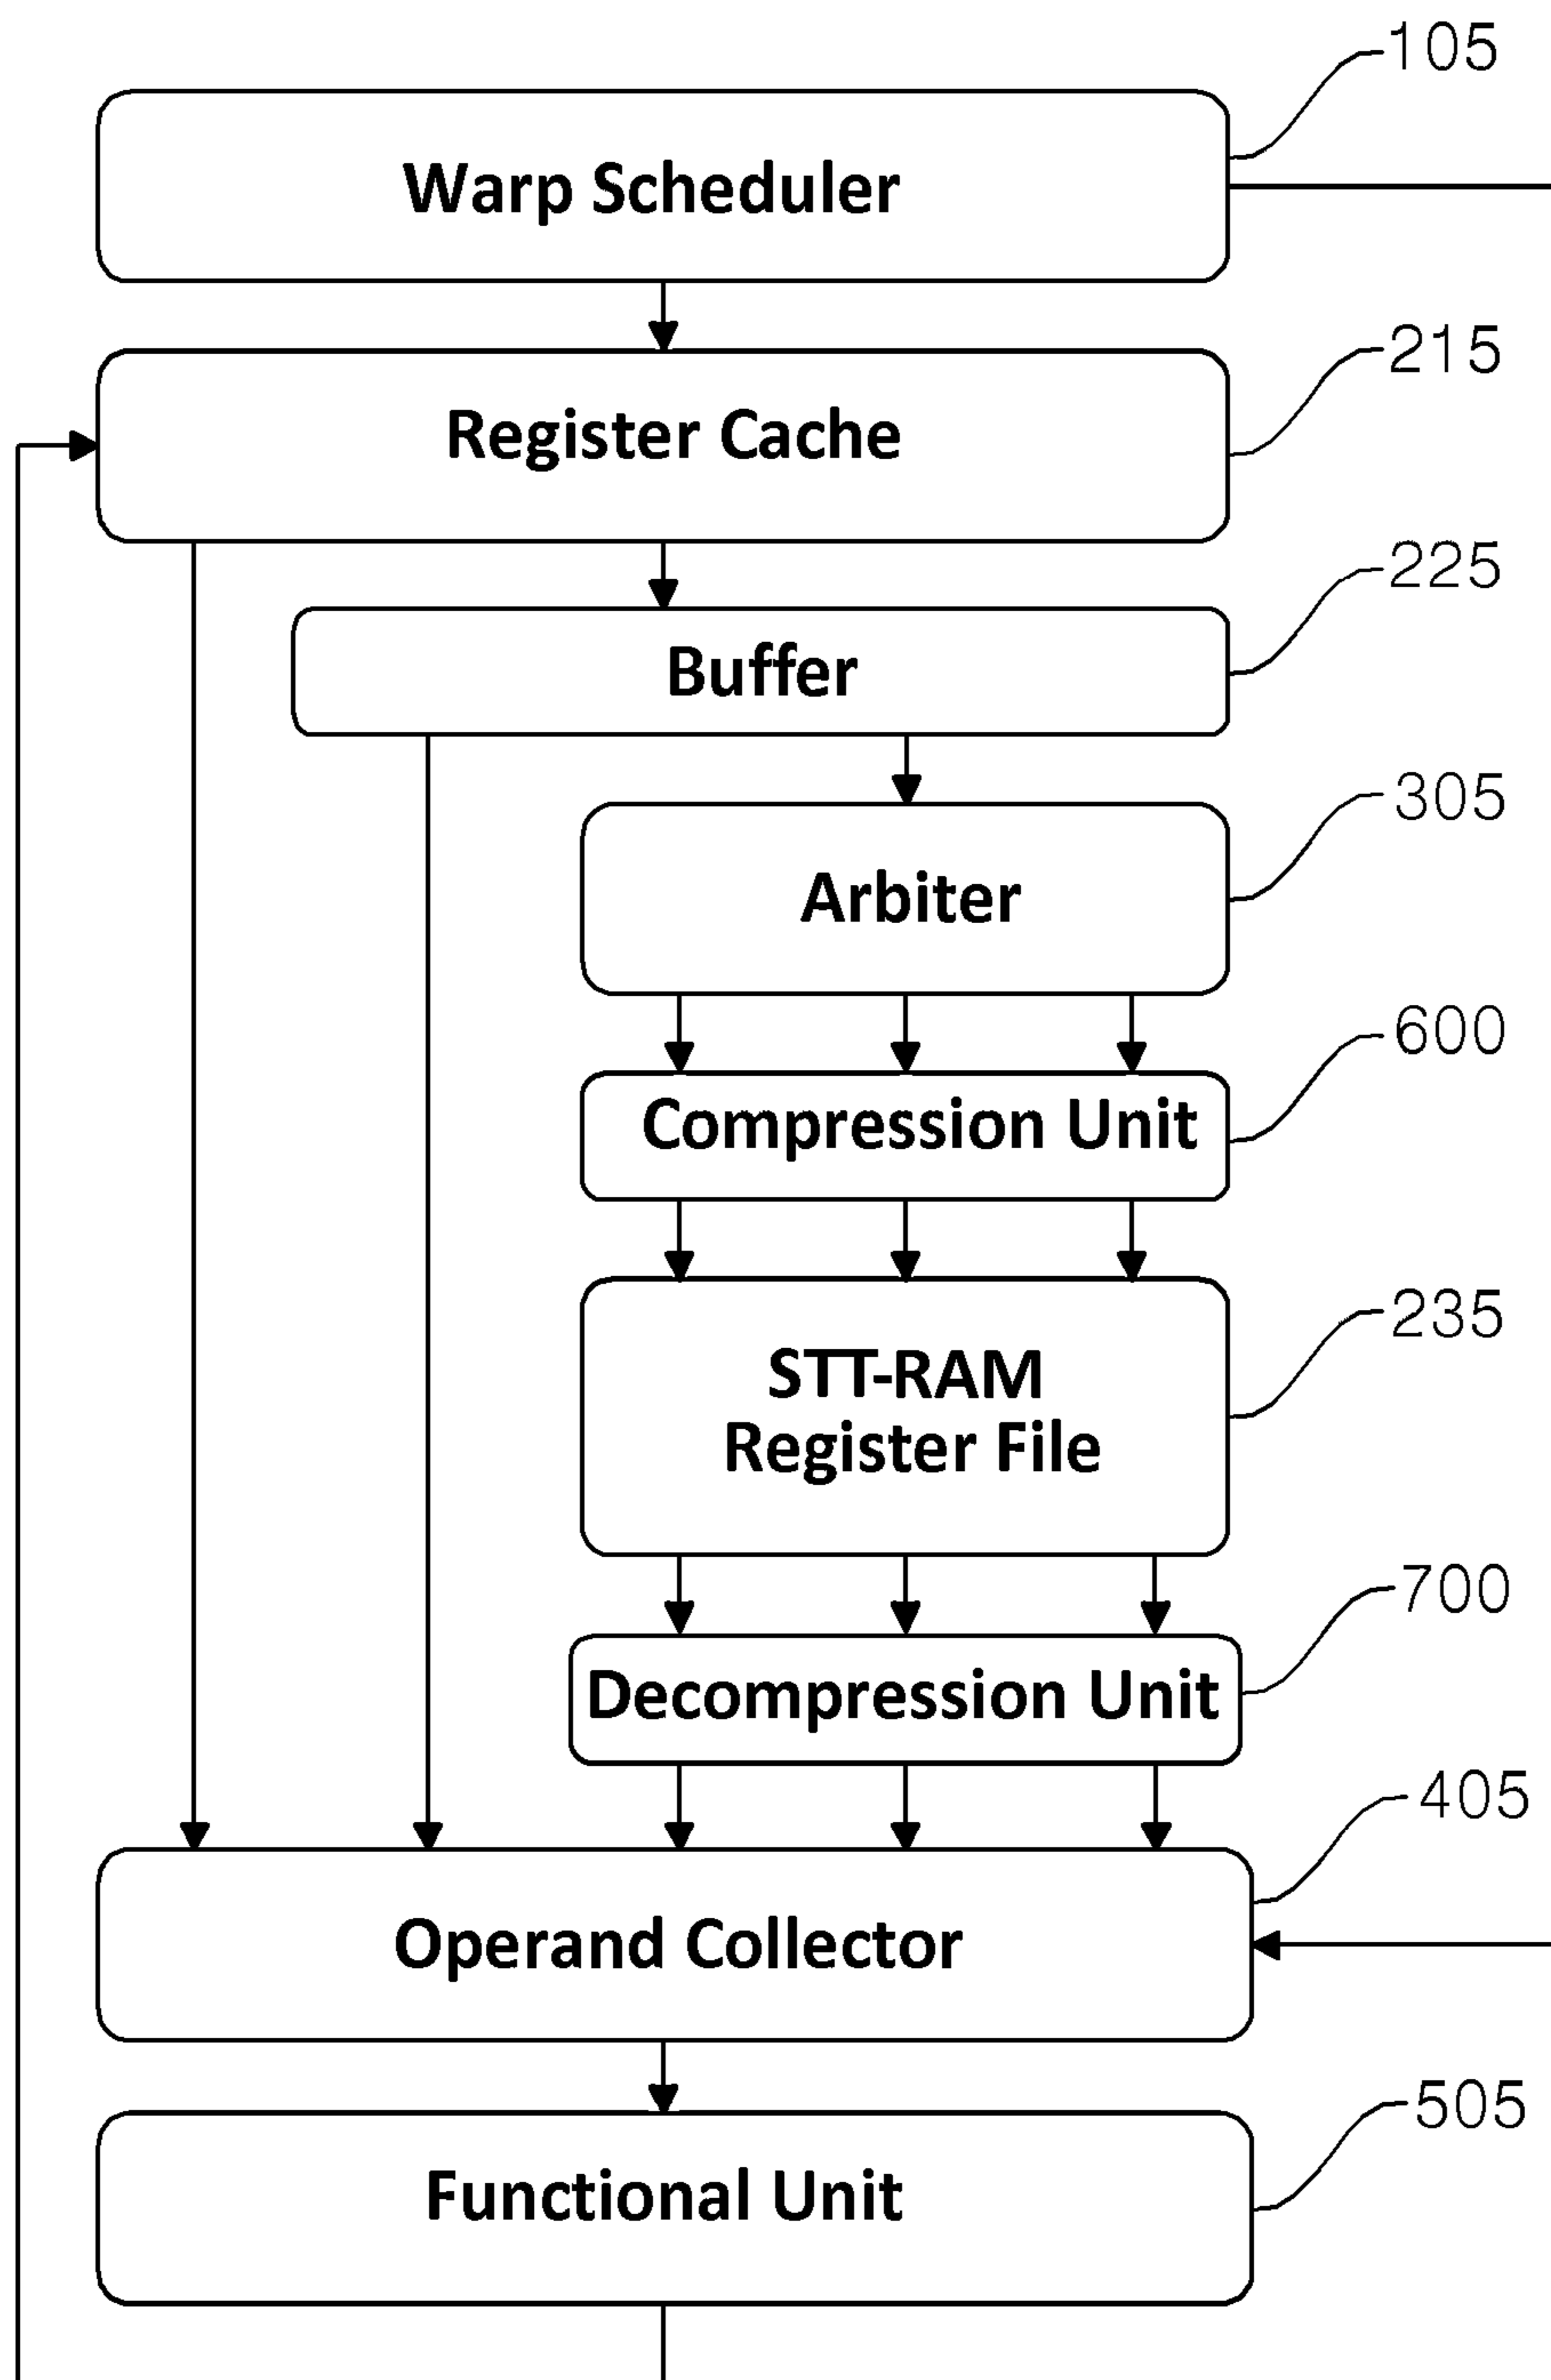 105
Warp Scheduler
215
Register Cache
225
Buffer
305
Arbiter
600
Compression Unit
235
STT-RAM
Register File
700
Decompression Unit
405
Operand Collector
505
Functional Unit